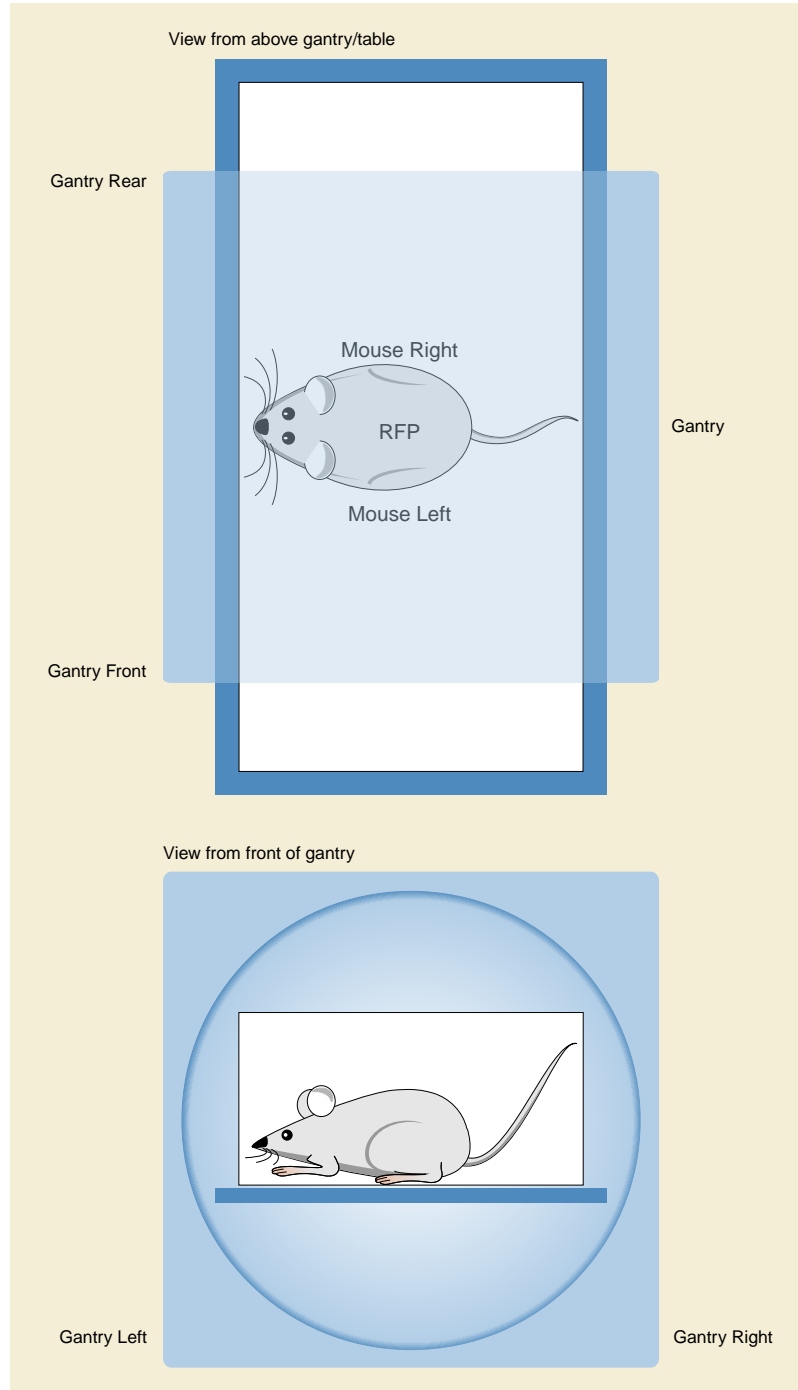 View from above gantry/table
Gantry Rear
Mouse Right
RFP
Gantry
Mouse Left
Gantry Front
View from front of gantry
Gantry Left
Gantry Right